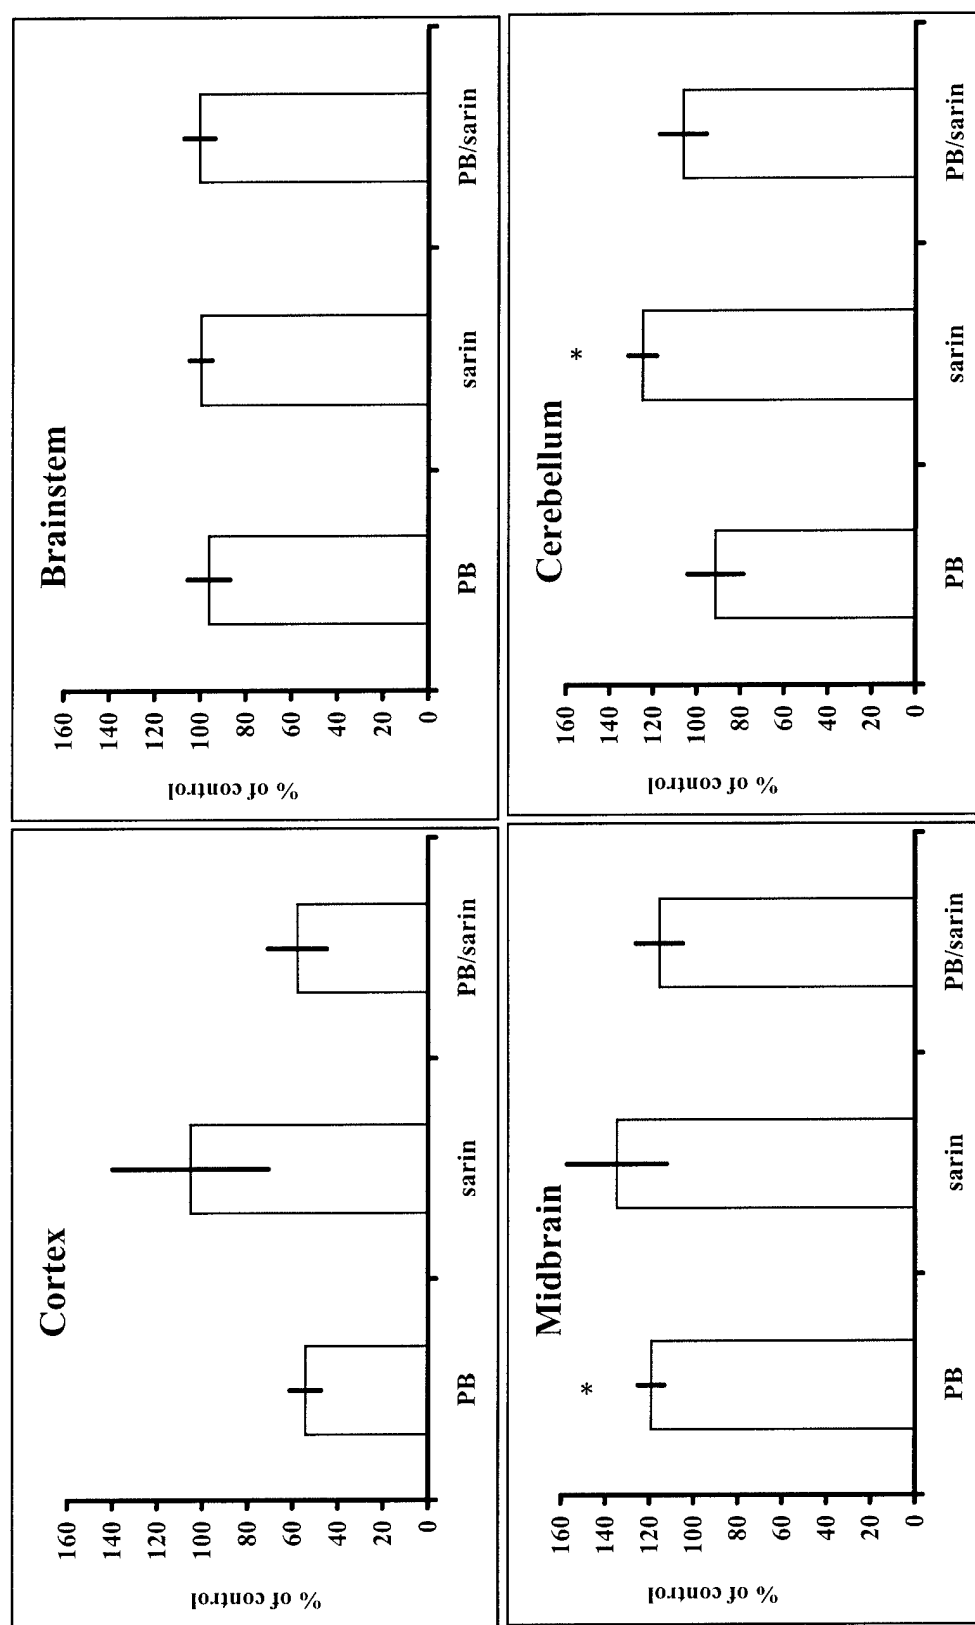 Cortex
% of control
160
140
120
100
80
60
40
20
0
PB
sarin
PB/sarin
Brainstem
% of control
160
140
120
100
80
60
40
20
0
PB
sarin
PB/sarin
Midbrain
% of control
160
140
120
100
80
60
40
20
0
*
PB
sarin
PB/sarin
Cerebellum
% of control
160
140
120
100
80
60
40
20
0
*
PB
sarin
PB/sarin